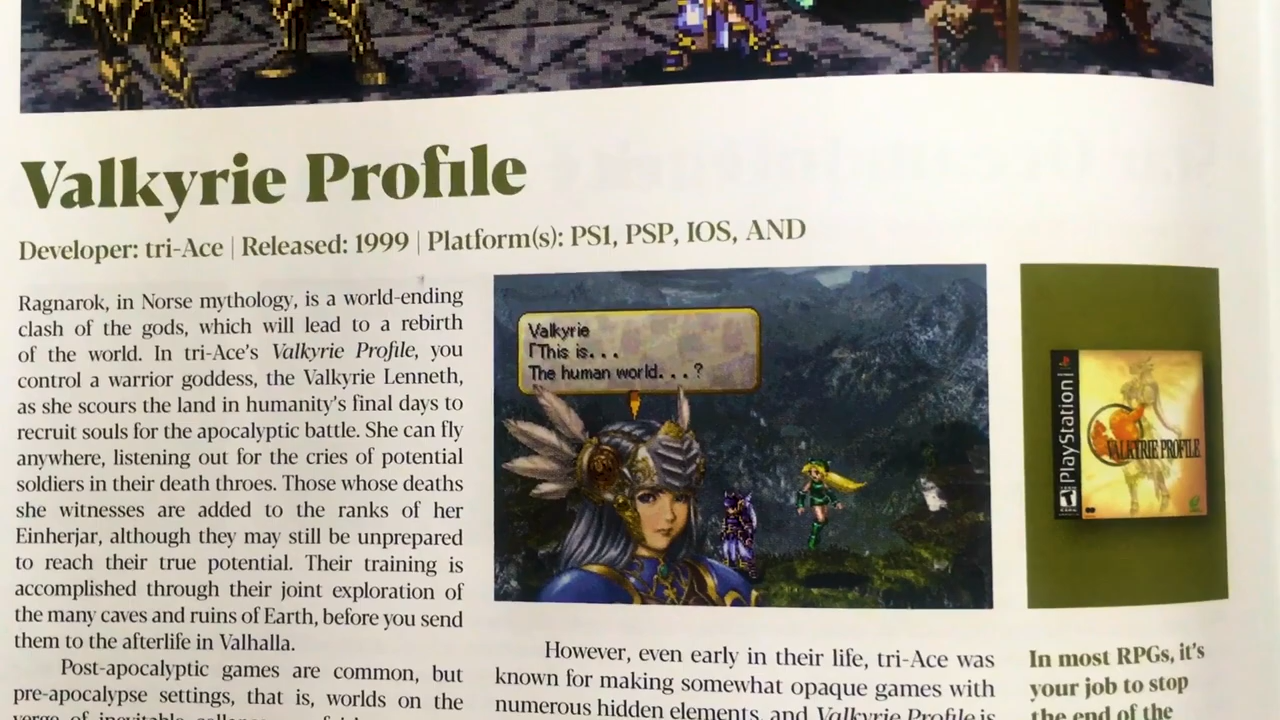 Valkyrie Profile
Developer: tri-Ace | Released: 1999 | Platform(s): PS1, PSP, IOS, AND
Ragnarok, in Norse mythology, is a world-ending
clash of the gods, which will lead to a rebirth
of the world. In tri-Ace's Valkyrie Profile, you
control a warrior goddess, the Valkyrie Lenneth,
as she scours the land in humanity's final days to
recruit souls for the apocalyptic battle. She can fly
anywhere, listening out for the cries of potential
soldiers in their death throes. Those whose deaths
she witnesses are added to the ranks of her
Einherjar, although they may still be unprepared
to reach their true potential. Their training is
accomplished through their joint exploration of
the many caves and ruins of Earth, before you send
them to the afterlife in Valhalla.
Post-apocalyptic games are common, but
pre-apocalypse settings, that is, worlds on the
verge of inevitable
Valkyrie
「This is...
The human world. . .?
However, even early in their life, tri-Ace was
known for making somewhat opaque games with
numerous hidden elements, and Valkyrie Profile is
PlayStation
VALKYRIE PROFILE
In most RPGs, it's
your job to stop
the end of the